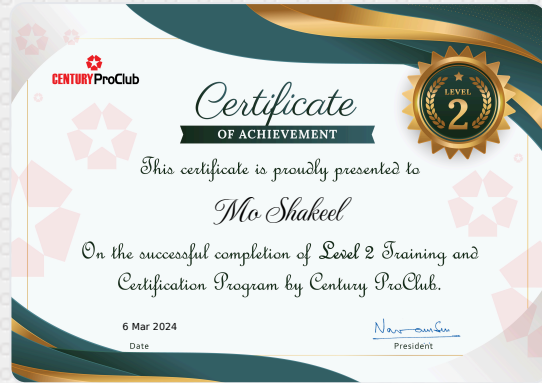 CENTURY ProClub
Certificate
OF ACHIEVEMENT
LEVEL
2
This certificate is proudly presented to
Mo Shakeel
On the successful completion of Level 2 Training and
Certification Program by Century ProClub.
6 Mar 2024
Date
President